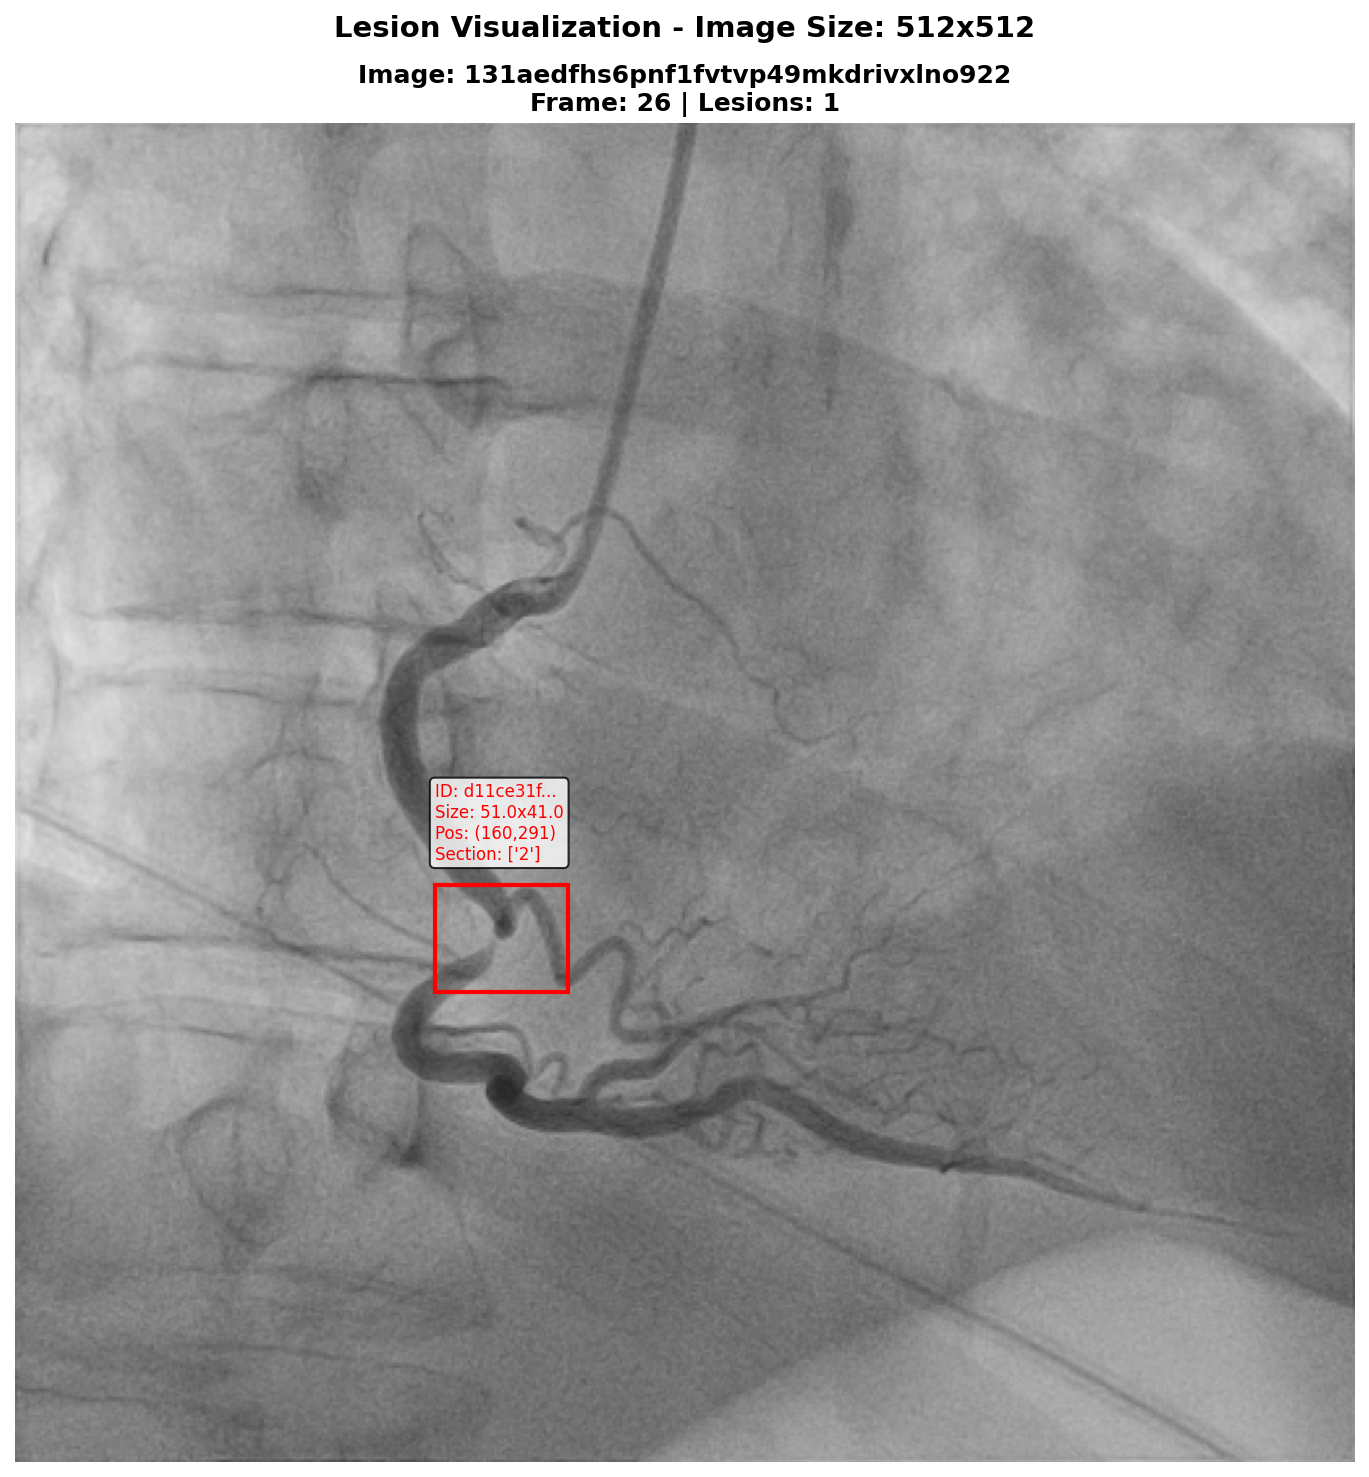 Lesion Visualization - Image Size: 512x512
Image: 131aedfhs6pnf1fvtvp49mkdrivxlno922
Frame: 26 | Lesions: 1
ID: d11ce31f...
Size: 51.0x41.0
Pos: (160,291)
Section: ['2']